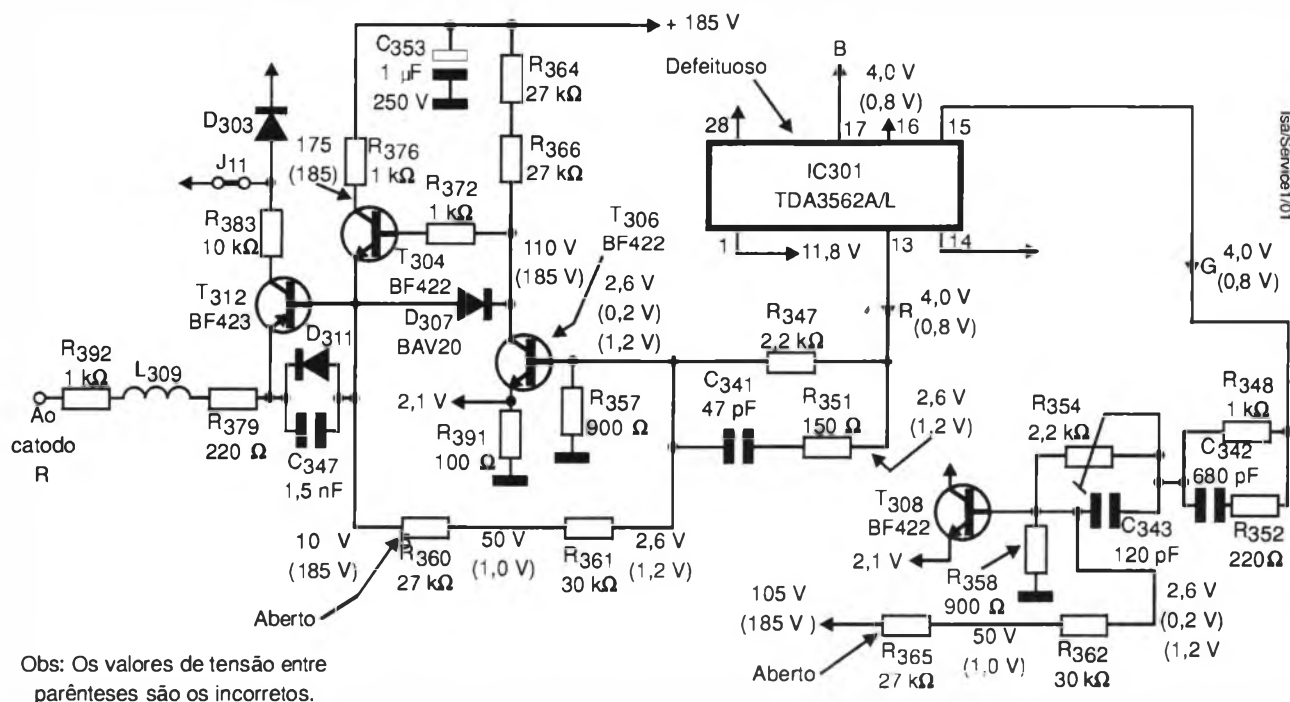 + 185 V
C353
1 µF
250 V
R364
27 kΩ
Defeituoso
B
4,0 V
(0,8 V)
28
17
16
15
IC301
TDA3562A/L
1
11,8 V
13
14
D303
175
(185)
R376
1 kΩ
R366
27 kΩ
J11
R372
1 kΩ
T306
BF422
R383
10 kΩ
T304
BF422
110 V
(185 V)
2,6 V
(0,2 V)
(1,2 V)
R
4,0 V
(0,8 V)
G
4,0 V
(0,8 V)
T312
BF423
D307
BAV20
R347
2,2 kΩ
D311
R392
1 kΩ
L309
Ao
catodo
R
R379
220 Ω
C347
1,5 nF
2,1 V
R391
100 Ω
R357
900 Ω
C341
47 pF
R351
150 Ω
2,6 V
(1,2 V)
R354
2,2 kΩ
R348
1 kΩ
C342
680 pF
T308
BF422
C343
120 pF
R352
220Ω
10 V
(185 V)
R360
27 kΩ
50 V
(1,0 V)
R361
30 kΩ
2,6 V
(1,2 V)
2,1 V
R358
900 Ω
Aberto
105 V
(185 V)
R365
27 kΩ
50 V
(1,0 V)
R362
30 kΩ
2,6 V
(0,2 V)
(1,2 V
Aberto
Obs: Os valores de tensão entre
parênteses são os incorretos.